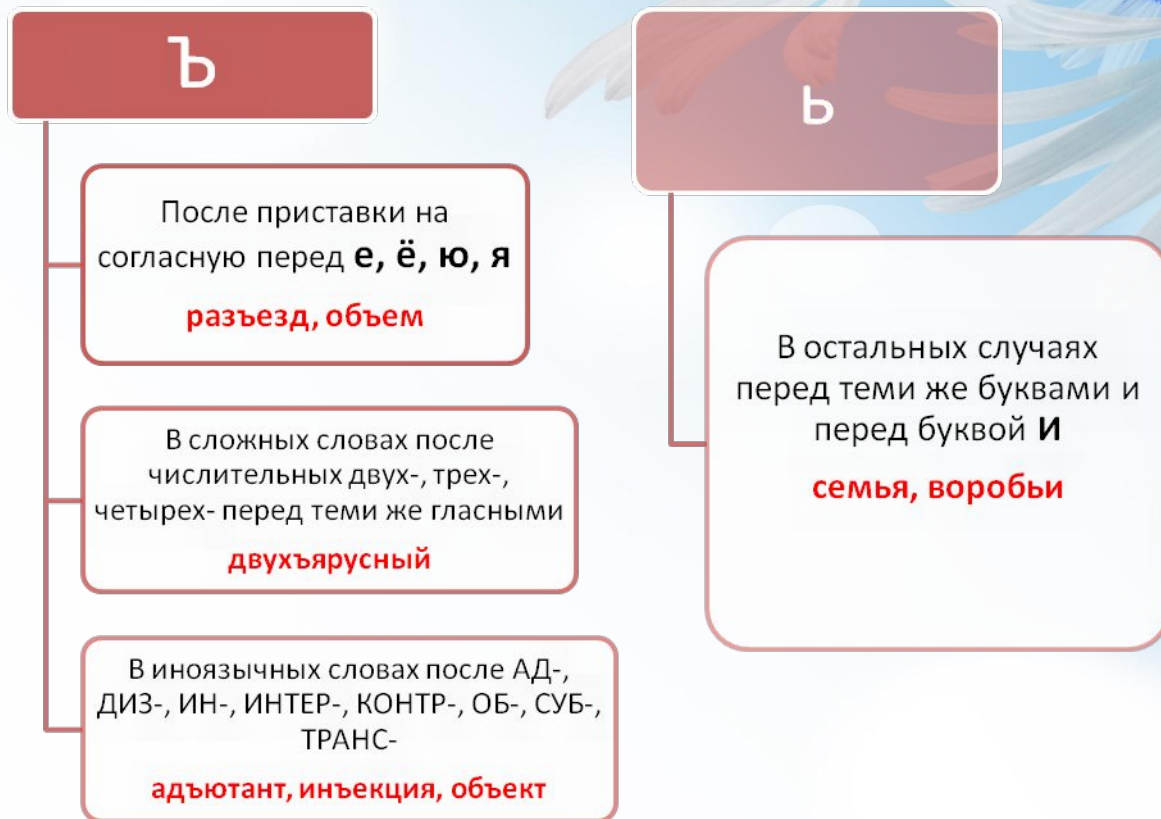 Ъ
После приставки на
согласную перед е, ё, ю, я
разъезд, объем
В сложных словах после
числительных двух-, трех-,
четырех- перед теми же гласными
двухъярусный
В иноязычных словах после АД-,
ДИЗ-, ИН-, ИНТЕР-, КОНТР-, ОБ-, СУБ-,
ТРАНС-
адъютант, инъекция, объект
ь
В остальных случаях
перед теми же буквами и
перед буквой И
семья, воробьи